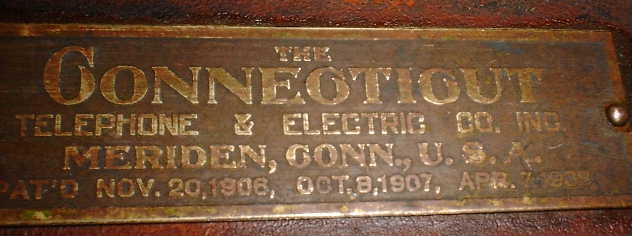 THE
CONNECTICUT
TELEPHONE & ELECTRIC CO. INC.
MERIDEN, CONN., U. S. A.
PAT'D NOV. 20, 1906, OCT. 8, 1907, APR. 7,